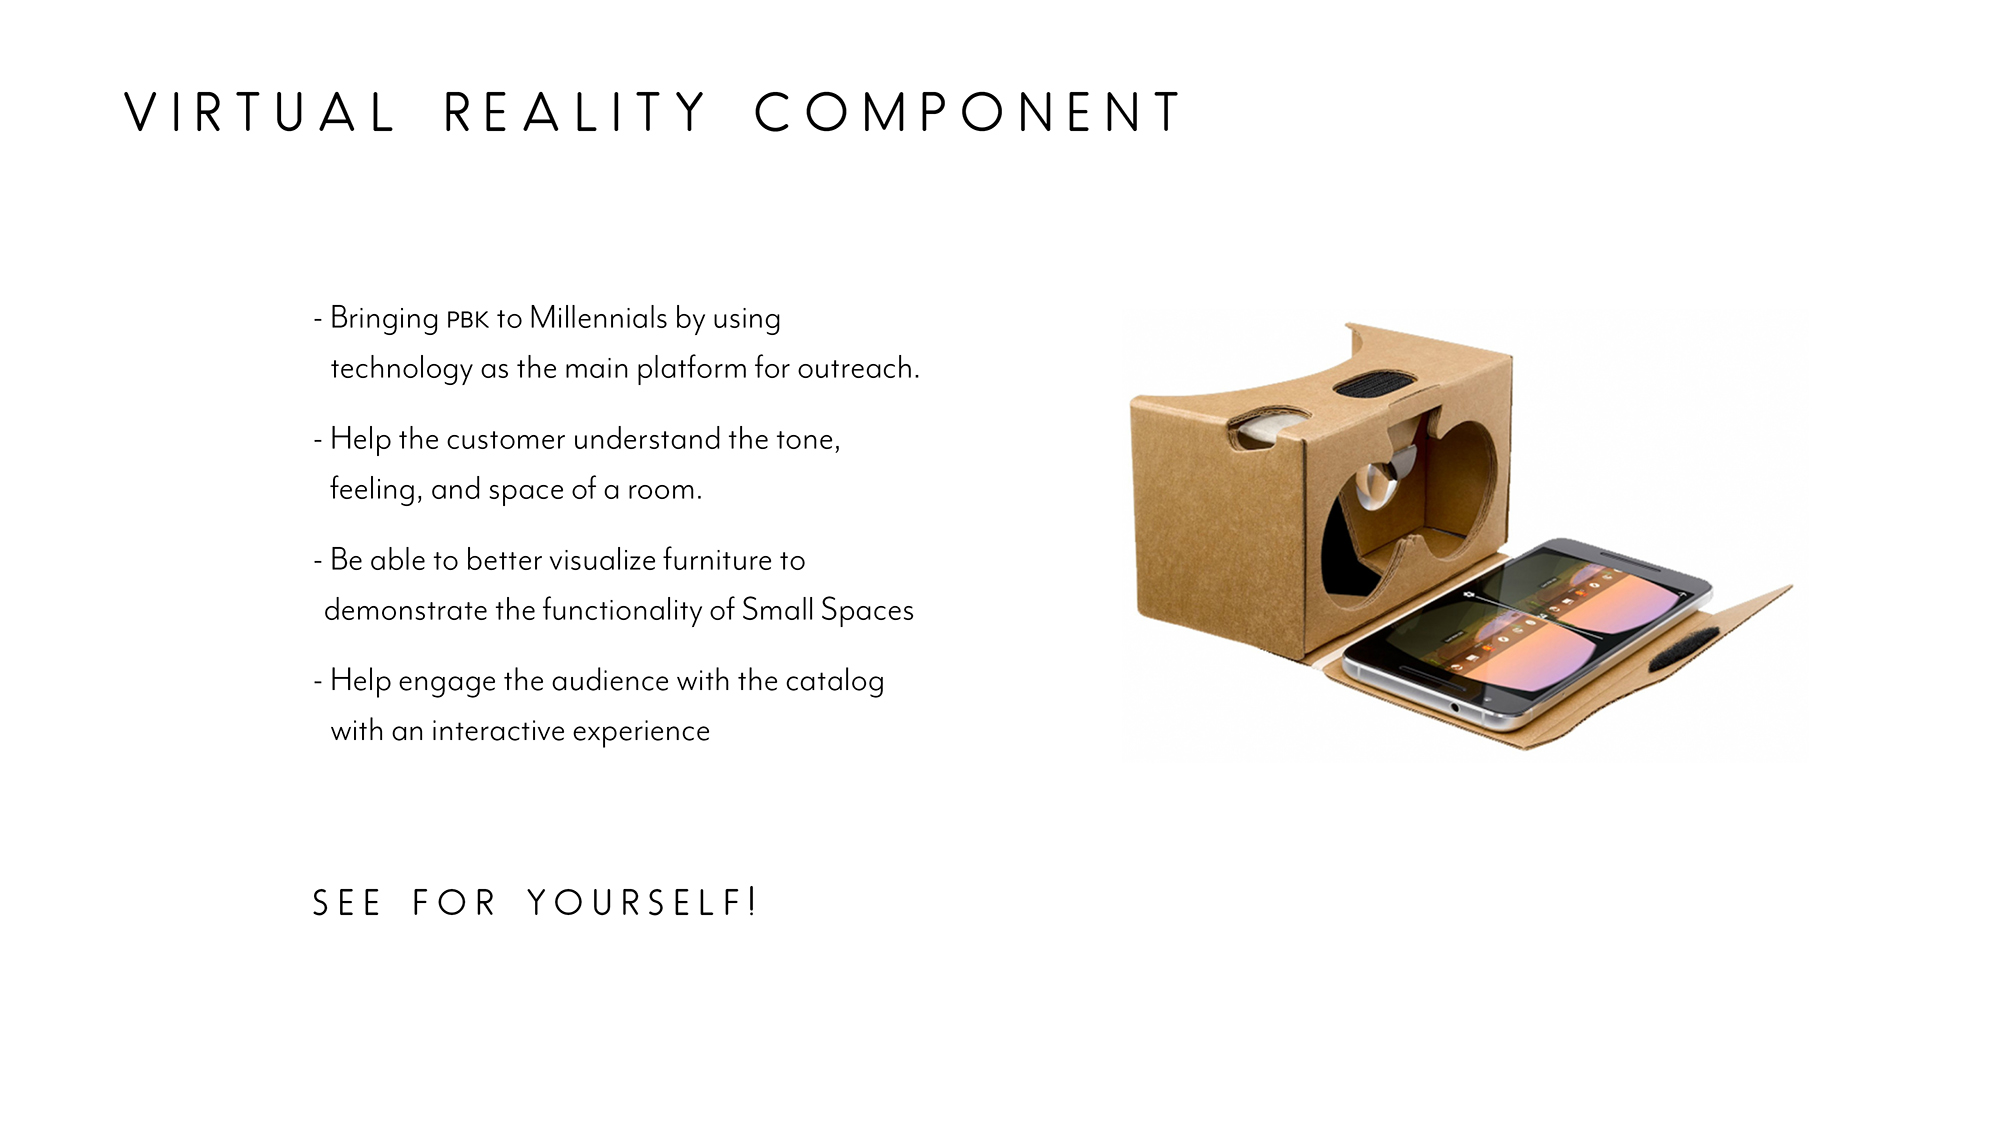 VIRTUAL REALITY COMPONENT
- Bringing PBK to Millennials by using
technology as the main platform for outreach.
- Help the customer understand the tone,
feeling, and space of a room.
- Be able to better visualize furniture to
demonstrate the functionality of Small Spaces
- Help engage the audience with the catalog
with an interactive experience
SEE FOR YOURSELF!